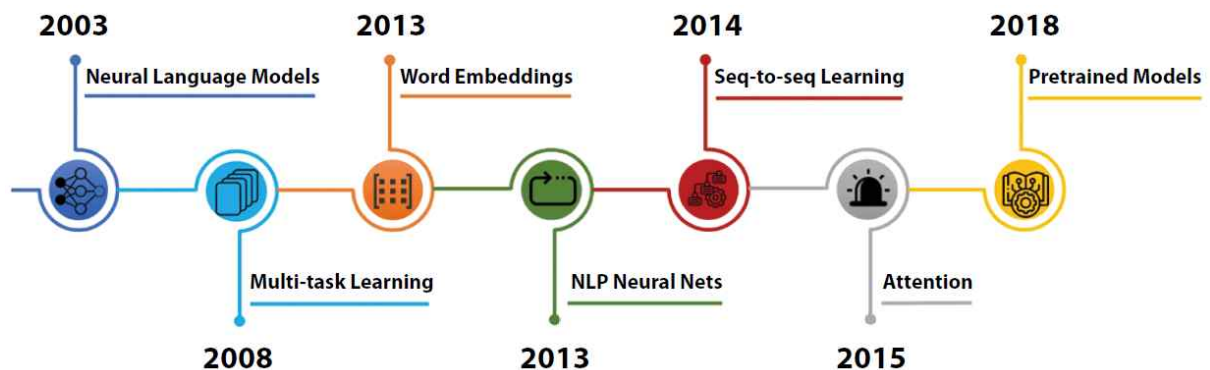 2003
2013
2014
2018
Neural Language Models
Word Embeddings
Seq-to-seq Learning
Pretrained Models
Multi-task Learning
NLP Neural Nets
Attention
2008
2013
2015